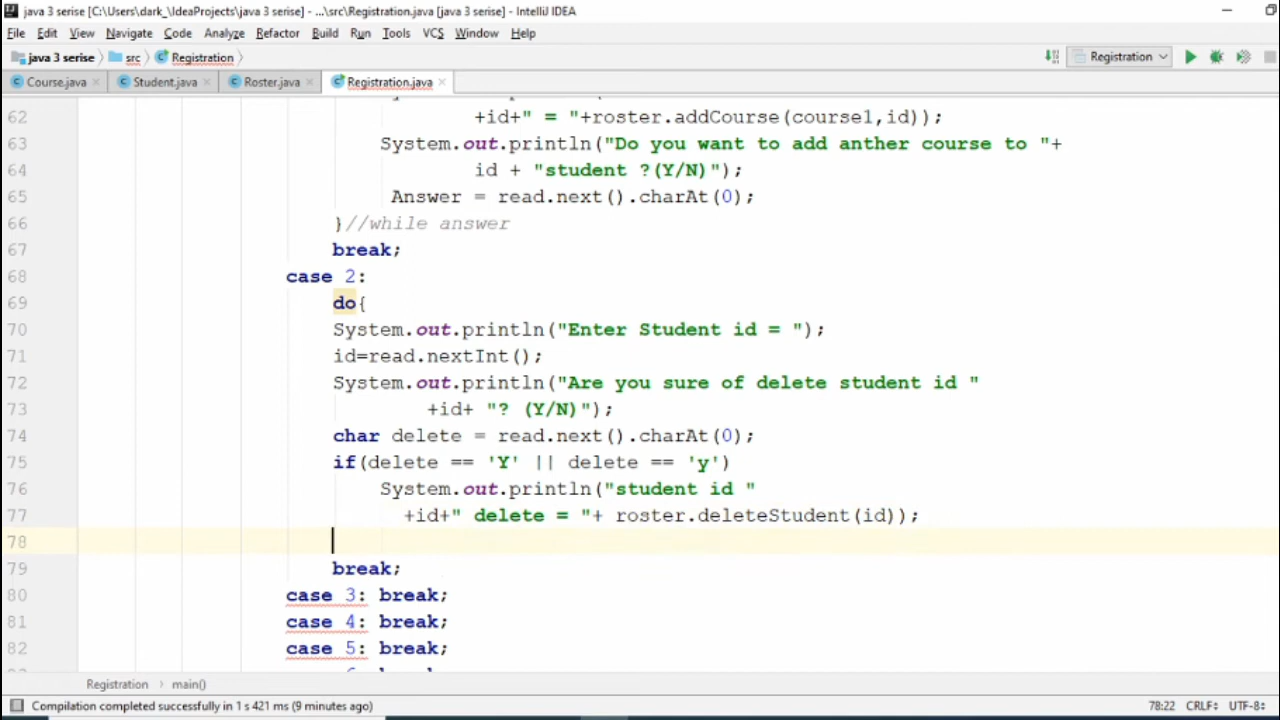 java 3 serise [C:\Users\dark_\IdeaProjects\java 3 serise] - ...\src\Registration.java [java 3 serise] - IntelliJ IDEA
File Edit View Navigate Code Analyze Refactor Build Run Tools VCS Window Help
java 3 serise src Registration Registration
Course.java Student.java Roster.java Registration.java
62 +id+" = "+roster.addCourse(course1,id));
63 System.out.println("Do you want to add anther course to "+
64 id + "student ?(Y/N)");
65 Answer = read.next().charAt(0);
66 }//while answer
67 break;
68 case 2:
69 do{
70 System.out.println("Enter Student id = ");
71 id=read.nextInt();
72 System.out.println("Are you sure of delete student id "
73 +id+ "? (Y/N)");
74 char delete = read.next().charAt(0);
75 if(delete == 'Y' || delete == 'y')
76 System.out.println("student id "
77 +id+" delete = "+ roster.deleteStudent(id));
78
79 break;
80 case 3: break;
81 case 4: break;
82 case 5: break;
Registration main()
Compilation completed successfully in 1 s 421 ms (9 minutes ago) 78:22 CRLF UTF-8